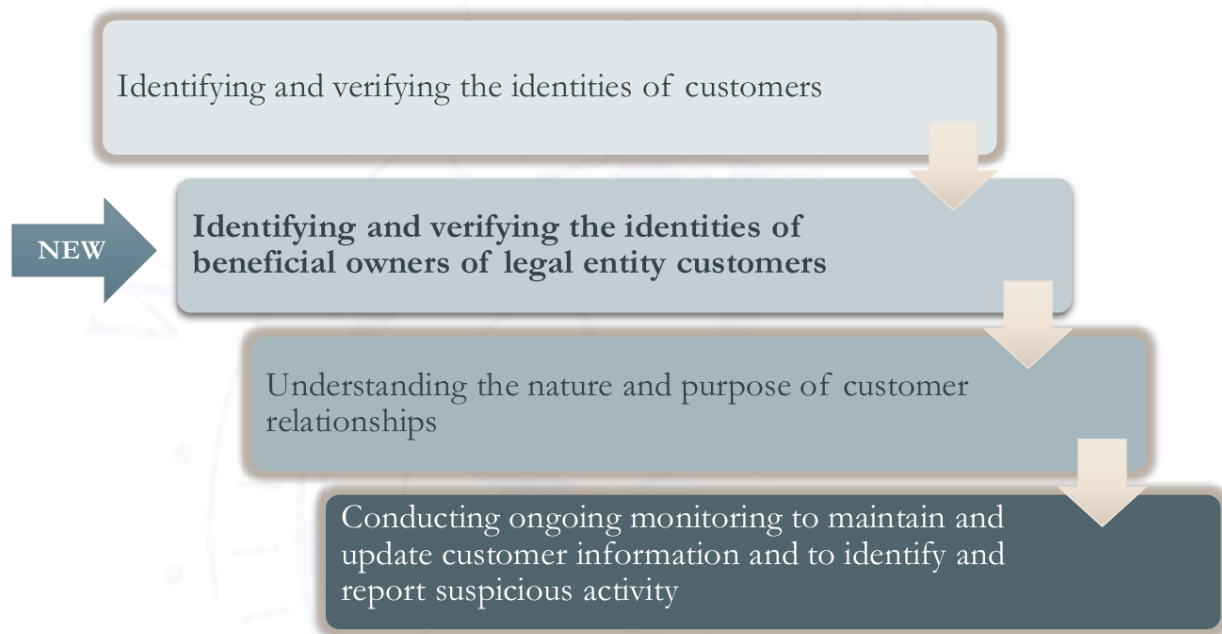 Identifying and verifying the identities of customers
NEW
Identifying and verifying the identities of
beneficial owners of legal entity customers
Understanding the nature and purpose of customer
relationships
Conducting ongoing monitoring to maintain and
update customer information and to identify and
report suspicious activity